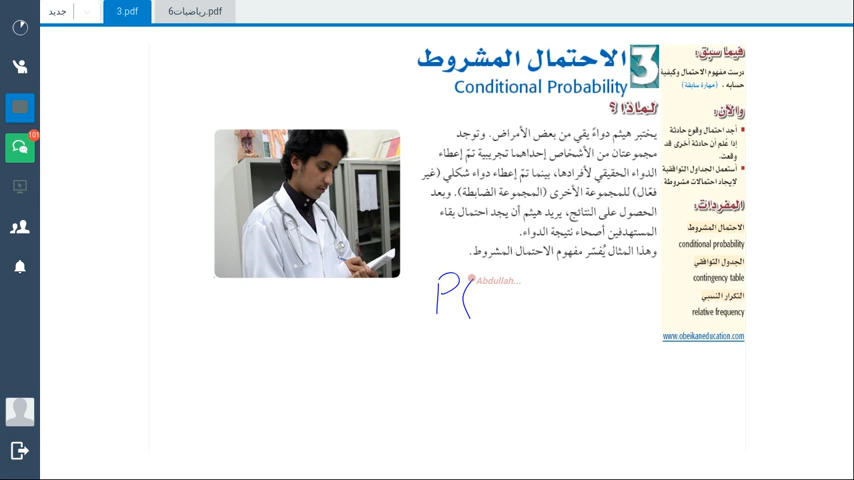 جديد
3.pdf
رياضيات6.pdf
101
3
الاحتمال المشروط
Conditional Probability
لماذا ؟
يختبر هيثم دواءً يقي من بعض الأمراض. وتوجد
مجموعتان من الأشخاص إحداهما تجريبية تمّ إعطاء
الدواء الحقيقي لأفرادها، بينما تمّ إعطاء دواء شكلي (غير
فعّال) للمجموعة الأخرى (المجموعة الضابطة). وبعد
الحصول على النتائج، يريد هيثم أن يجد احتمال بقاء
المستهدفين أصحاء نتيجة الدواء.
وهذا المثال يُفسّر مفهوم الاحتمال المشروط.
P(
Abdullah...
فيما سبق:
درست مفهوم الاحتمال وكيفية
حسابه . (مهارة سابقة)
والآن:
أجد احتمال وقوع حادثة
إذا عُلم أن حادثة أخرى قد
وقعت.
أستعمل الجداول التوافقية
لإيجاد احتمالات مشروطة
المفردات:
الاحتمال المشروط
conditional probability
الجدول التوافقي
contingency table
التكرار النسبي
relative frequency
www.obeikaneducation.com